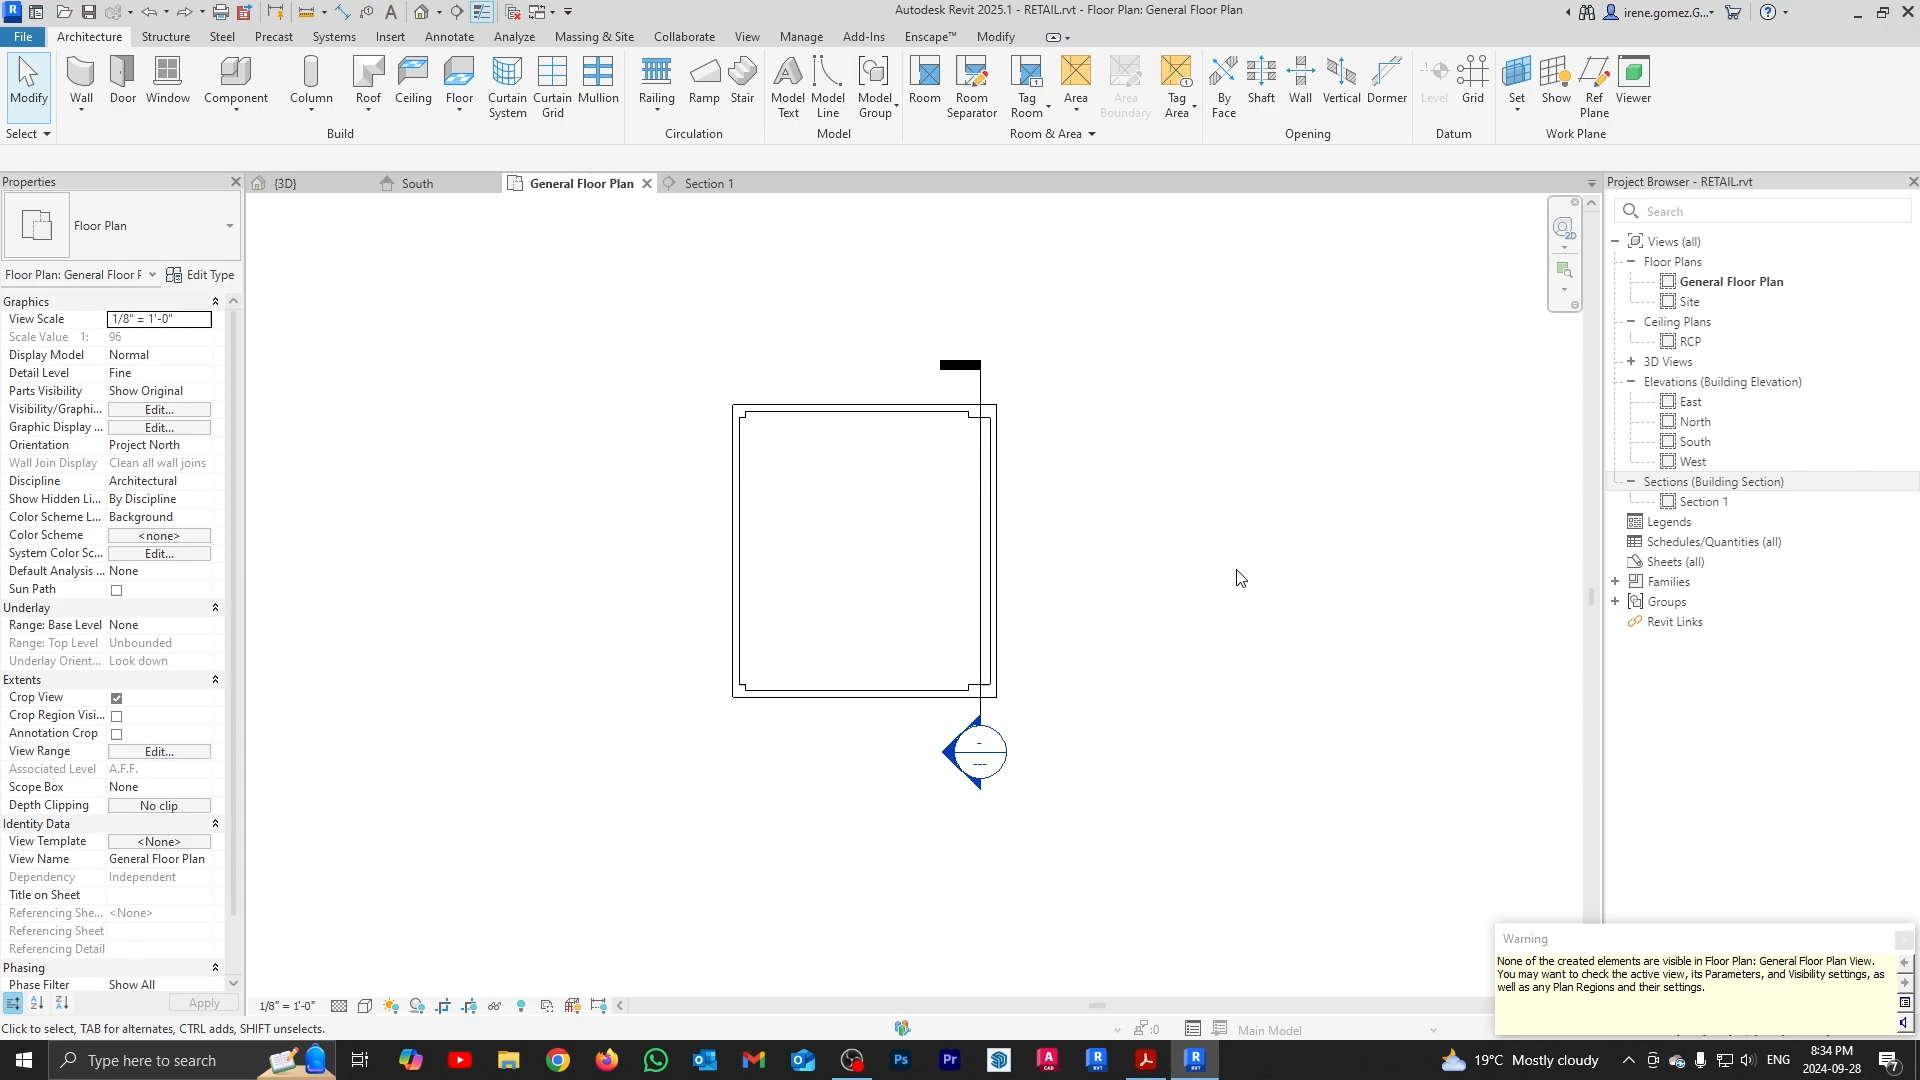 Autodesk Revit 2025.1 - RETAIL.rvt - Floor Plan: General Floor Plan
irene.gomez.G...
File Architecture Structure Steel Precast Systems Insert Annotate Analyze Massing & Site Collaborate View Manage Add-Ins Enscape™ Modify
Modify Wall Door Window Component Column Roof Ceiling Floor Curtain System Curtain Grid Mullion Railing Ramp Stair Model Text Model Line Model Group Room Room Separator Tag Room Area Area Boundary Tag Area By Face Shaft Wall Vertical Dormer Level Grid Set Show Ref Plane Viewer
Select Build Circulation Model Room & Area Opening Datum Work Plane
Properties
Floor Plan
Floor Plan: General Floor F Edit Type
Graphics
View Scale 1/8" = 1'-0"
Scale Value 1: 96
Display Model Normal
Detail Level Fine
Parts Visibility Show Original
Visibility/Graphi... Edit...
Graphic Display ... Edit...
Orientation Project North
Wall Join Display Clean all wall joins
Discipline Architectural
Show Hidden Li... By Discipline
Color Scheme L... Background
Color Scheme <none>
System Color Sc... Edit...
Default Analysis ... None
Sun Path
Underlay
Range: Base Level None
Range: Top Level Unbounded
Underlay Orient... Look down
Extents
Crop View
Crop Region Visi...
Annotation Crop
View Range Edit...
Associated Level A.F.F.
Scope Box None
Depth Clipping No clip
Identity Data
View Template <None>
View Name General Floor Plan
Dependency Independent
Title on Sheet
Referencing She... <None>
Referencing Sheet
Referencing Detail
Phasing
Phase Filter Show All
Apply
{3D} South General Floor Plan Section 1
2D
-
---
1/8" = 1'-0"
Project Browser - RETAIL.rvt
Search
Views (all)
Floor Plans
General Floor Plan
Site
Ceiling Plans
RCP
3D Views
Elevations (Building Elevation)
East
North
South
West
Sections (Building Section)
Section 1
Legends
Schedules/Quantities (all)
Sheets (all)
Families
Groups
Revit Links
Warning
None of the created elements are visible in Floor Plan: General Floor Plan View.
You may want to check the active view, its Parameters, and Visibility settings, as
well as any Plan Regions and their settings.
Click to select, TAB for alternates, CTRL adds, SHIFT unselects.
:0 Main Model
Type here to search
19°C Mostly cloudy
ENG
8:34 PM
2024-09-28
7